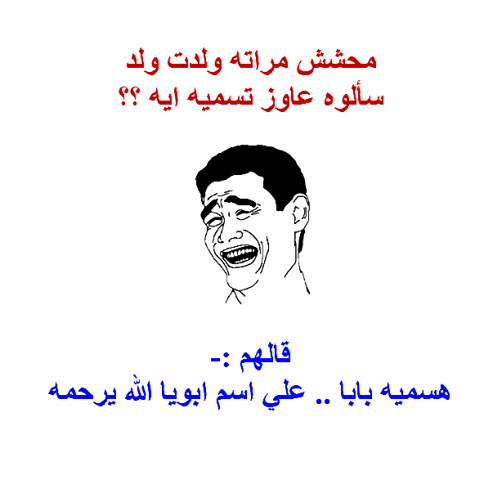 محشش مراته ولدت ولد
سألوه عاوز تسميه ايه ؟؟
قالهم :-
هسميه بابا .. علي اسم ابويا الله يرحمه